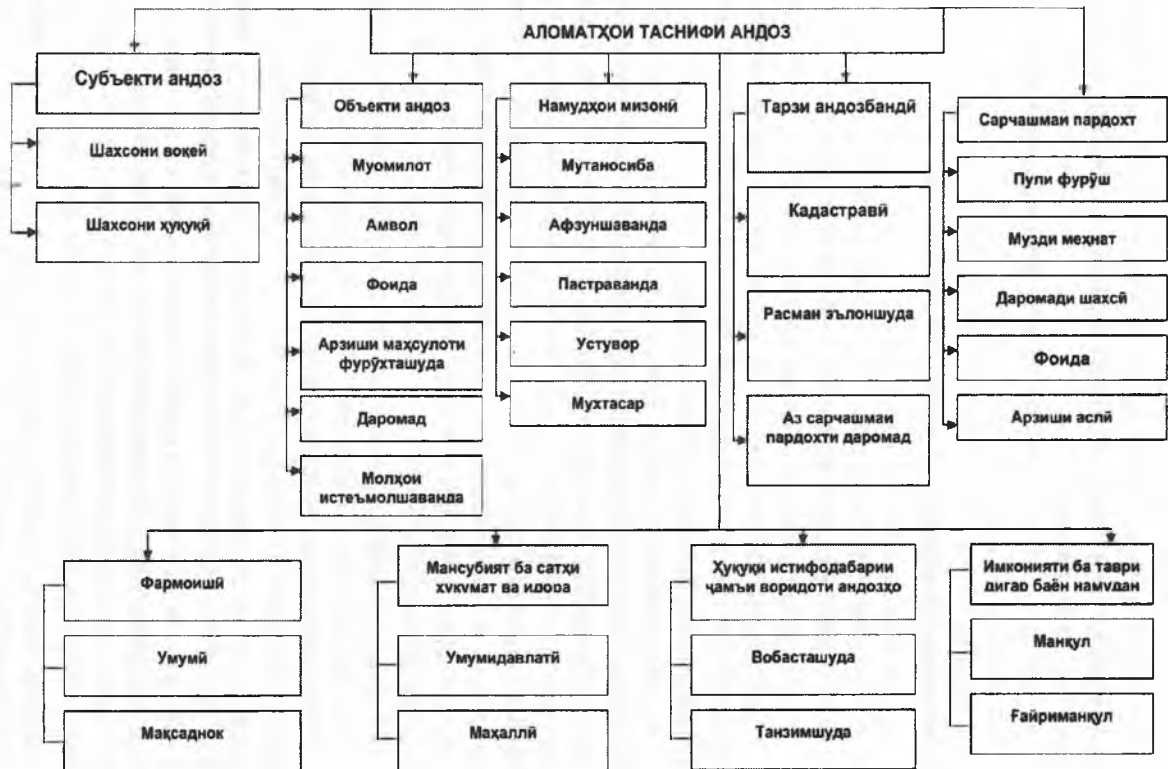 АЛОМАТҲОИ ТАСНИФИ АНДОЗ
Субъекти андоз
Шахсони воқеӣ
Шахсони ҳуқуқӣ
Объекти андоз
Муомилот
Амвол
Фоида
Арзиши маҳсулоти
фурӯхташуда
Даромад
Молҳои
истеъмолшаванда
Намудҳои мизонӣ
Мутаносиба
Афзуншаванда
Пастраванда
Устувор
Мухтасар
Тарзи андозбандӣ
Кадастравӣ
Расман эълоншуда
Аз сарчашмаи
пардохти даромад
Сарчашмаи пардохт
Пули фурӯш
Музди меҳнат
Даромади шахсӣ
Фоида
Арзиши аслӣ
Фармоишӣ
Умумӣ
Мақсаднок
Мансубият ба сатҳи
ҳукумат ва идора
Умумидавлатӣ
Маҳаллӣ
Ҳуқуқи истифодабарии
ҷамъи воридоти андозҳо
Вобасташуда
Танзимшуда
Имконияти ба таври
дигар баён намудан
Манқул
Ғайриманқул